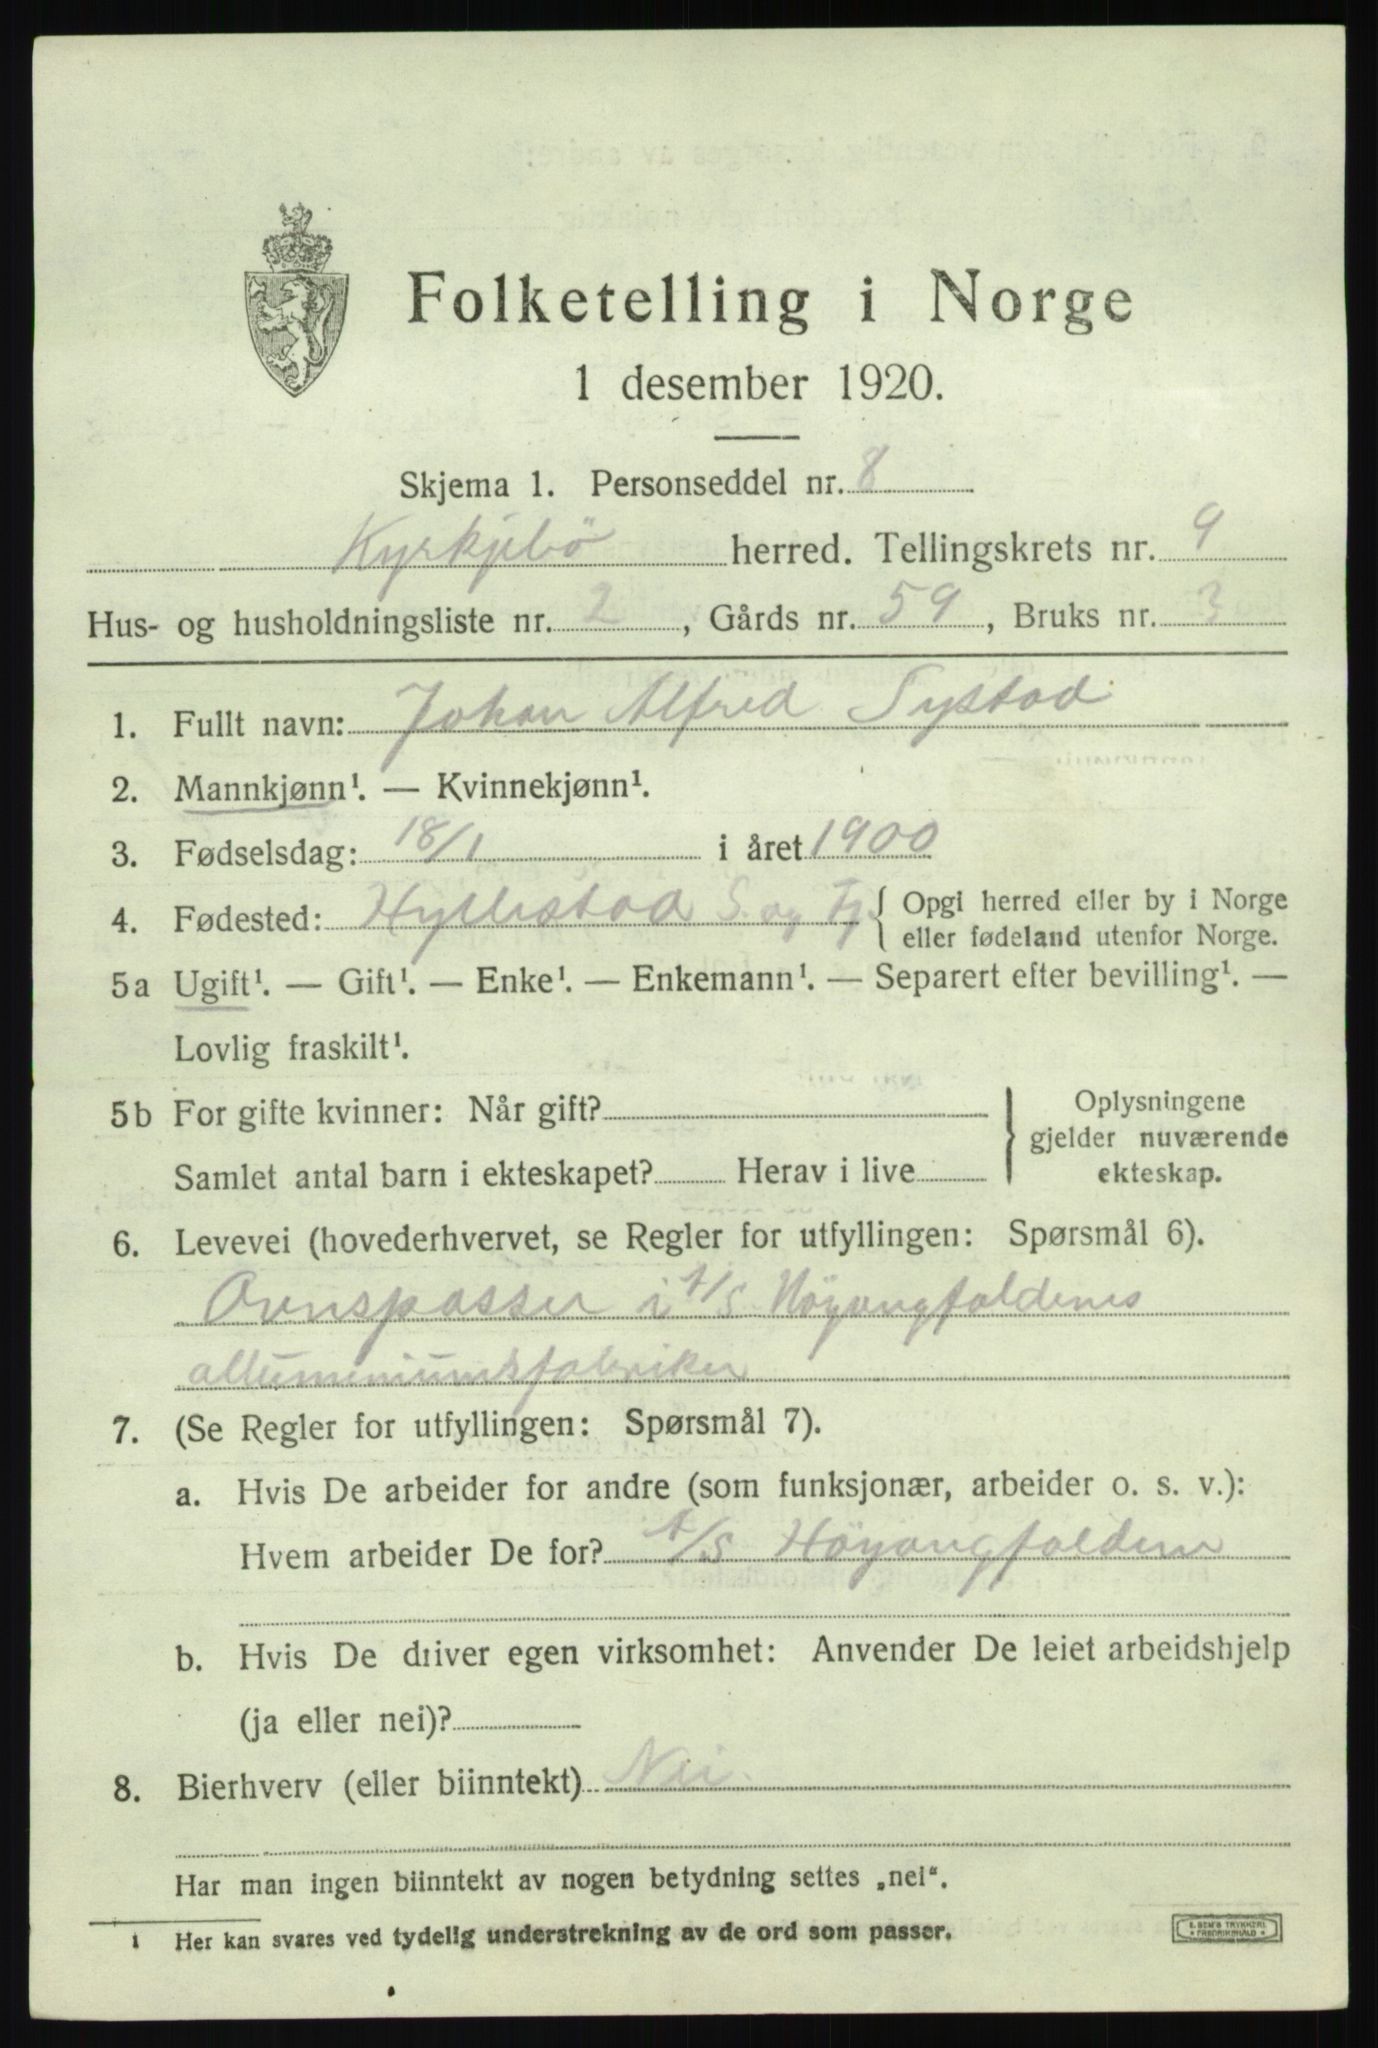 Folketelling i Norge
1 desember 1920.
Skjema 1. Personseddel nr. 8
Kyrkjebö herred. Tellingskrets nr. 9
Hus- og husholdningsliste nr. 2, Gårds nr. 59, Bruks nr. 3
1. Fullt navn: Johan Alfred Systad
2. Mannkjønn¹. — Kvinnekjønn¹.
3. Fødselsdag: 18/1 i året 1900
4. Fødested: Hyllestad S. og Fj. { Opgi herred eller by i Norge
eller fødeland utenfor Norge.
5a Ugift¹. — Gift¹. — Enke¹. — Enkemann¹. — Separert efter bevilling¹. —
Lovlig fraskilt¹.
5b For gifte kvinner: Når gift? } Oplysningene
gjelder nuværende
Samlet antal barn i ekteskapet? Herav i live ekteskap.
6. Levevei (hovederhvervet, se Regler for utfyllingen: Spørsmål 6).
Ovnspasser i A/S Höyangfaldenes
alluminiumsfabriker
7. (Se Regler for utfyllingen: Spørsmål 7).
a. Hvis De arbeider for andre (som funksjonær, arbeider o. s. v.):
Hvem arbeider De for? A/S Höyangfaldene
b. Hvis De driver egen virksomhet: Anvender De leiet arbeidshjelp
(ja eller nei)?
8. Bierhverv (eller biinntekt) Nei.
Har man ingen biinntekt av nogen betydning settes „nei“.
1 Her kan svares ved tydelig understrekning av de ord som passer.
E. SEM'S TRYKKERI
* FREDRIKSHALD *